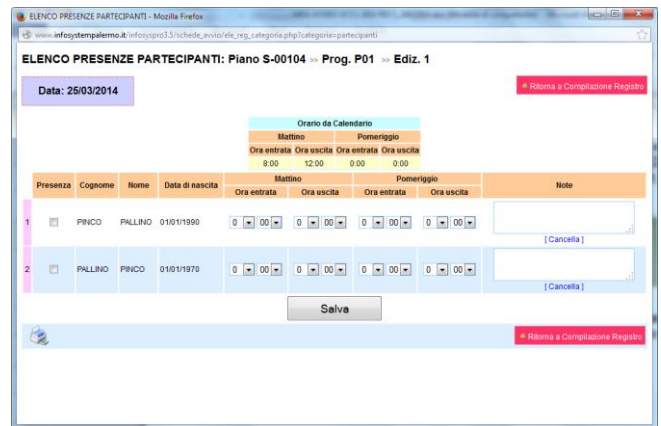 ELENCO PRESENZE PARTECIPANTI - Mozilla Firefox
www.infosystempalermo.it/infosyspro3.5/schede_avvio/ele_reg_categoria.php?categoria=partecipanti
ELENCO PRESENZE PARTECIPANTI: Piano S-00104 >> Prog. P01 >> Ediz. 1
Data: 25/03/2014
Ritorna a Compilazione Registro
Orario da Calendario
Mattino Pomeriggio
Ora entrata Ora uscita Ora entrata Ora uscita
8:00 12:00 0:00 0:00
Presenza Cognome Nome Data di nascita Mattino Pomeriggio Note
Ora entrata Ora uscita Ora entrata Ora uscita
1 PINCO PALLINO 01/01/1990 0 00 0 00 0 00 0 00
[ Cancella ]
2 PALLINO PINCO 01/01/1970 0 00 0 00 0 00 0 00
[ Cancella ]
Salva
Ritorna a Compilazione Registro